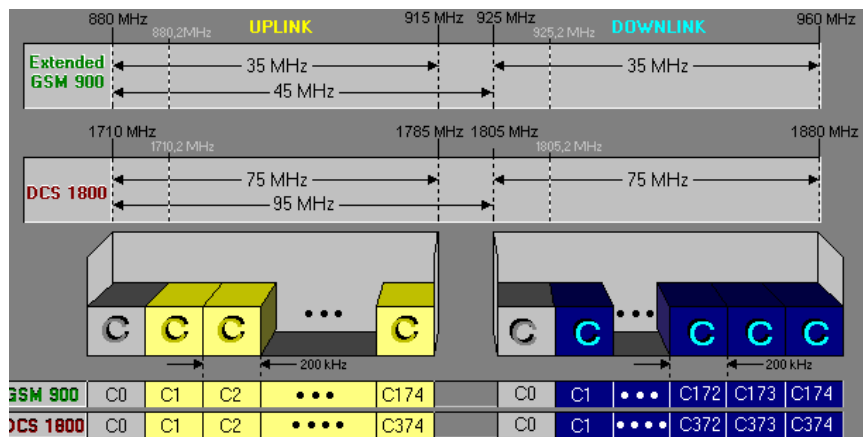 880 MHz 915 MHz 925 MHz 960 MHz
880,2MHz UPLINK 925,2 MHz DOWNLINK
Extended
GSM 900
35 MHz 35 MHz
45 MHz
1710 MHz 1785 MHz 1805 MHz 1880 MHz
1710,2 MHz 1805,2 MHz
DCS 1800
75 MHz 75 MHz
95 MHz
C C C ••• C C C ••• C C C
200 kHz 200 kHz
GSM 900 C0 C1 C2 ••• C174 C0 C1 ••• C172 C173 C174
DCS 1800 C0 C1 C2 •••• C374 C0 C1 •••• C372 C373 C374